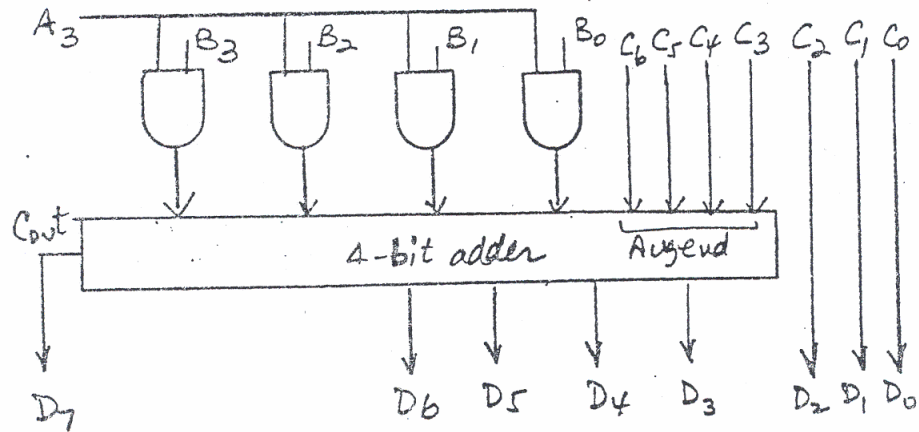 A3 B3 B2 B1 B0 C6 C5 C4 C3 C2 C1 C0
Cout 4-bit adder Augend
D7 D6 D5 D4 D3 D2 D1 D0